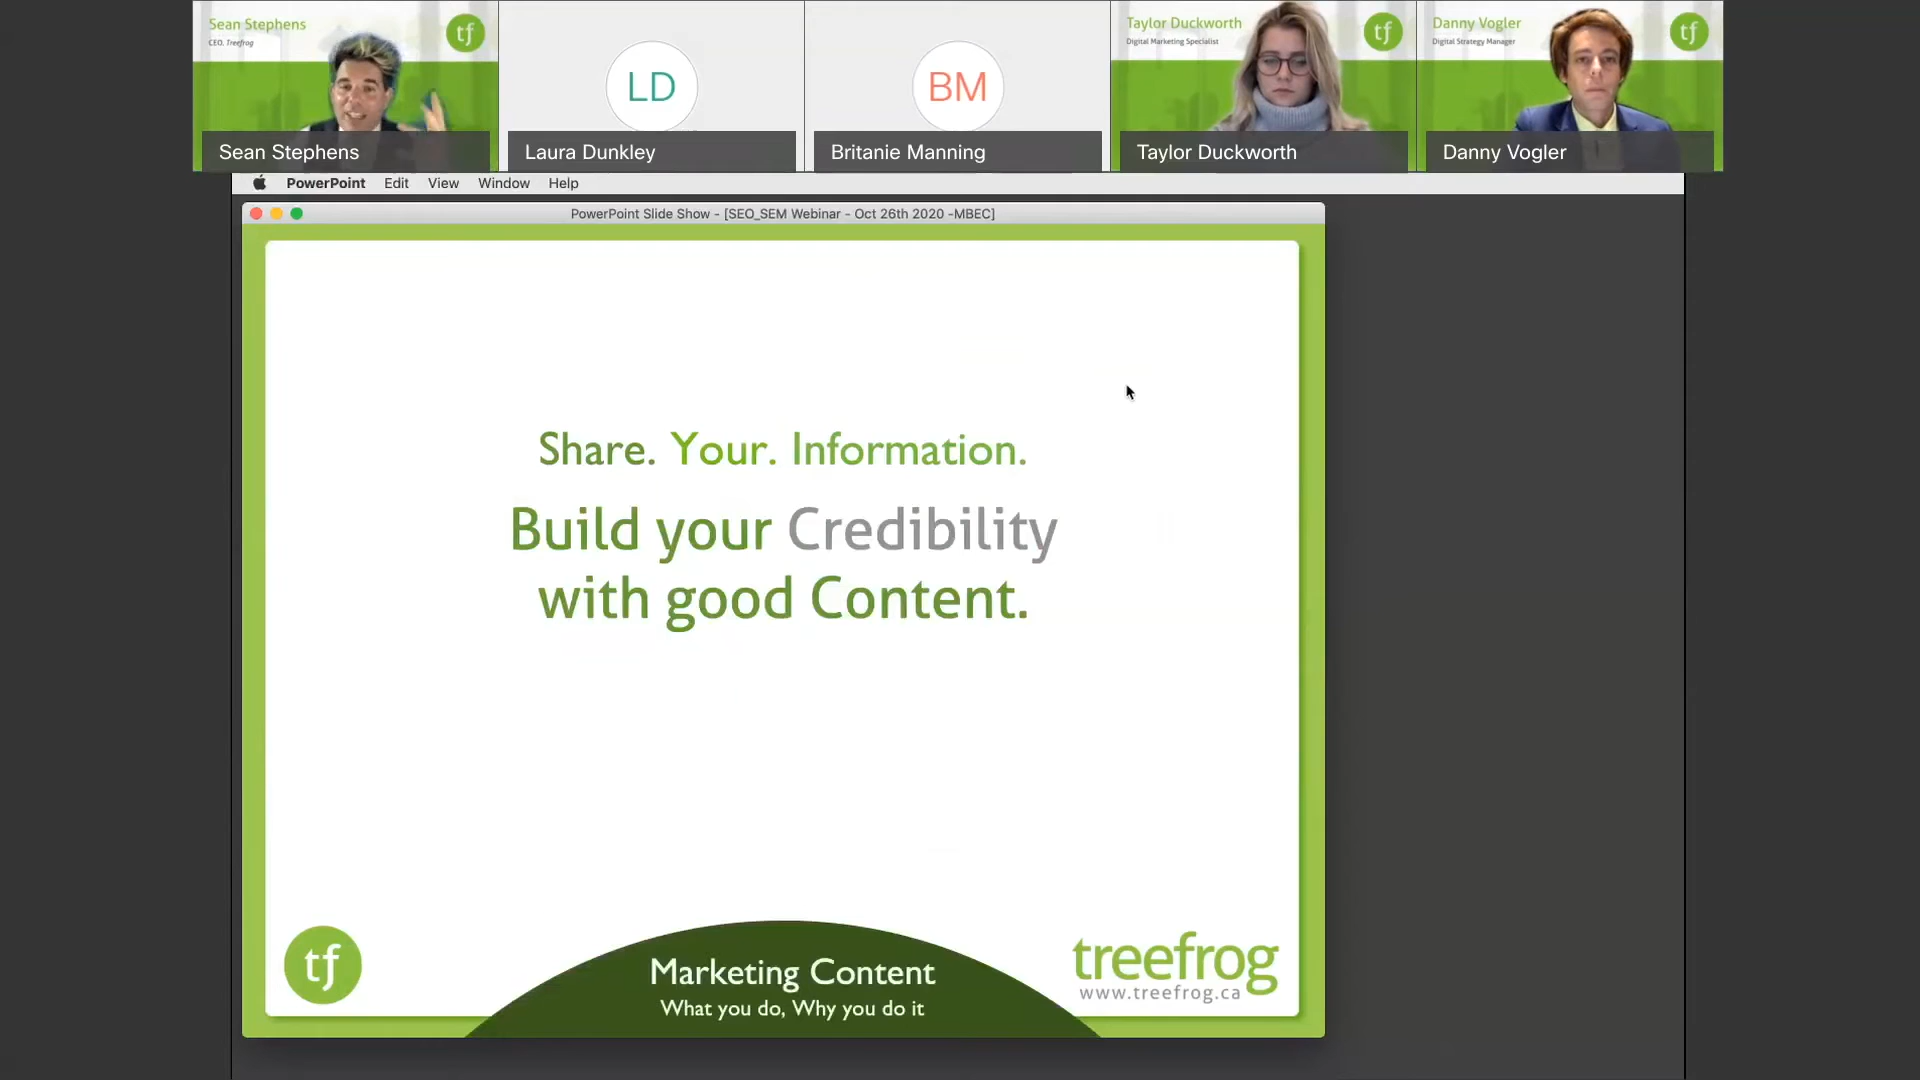 Sean Stephens
CEO, Treefrog
tf
Sean Stephens
LD
Laura Dunkley
BM
Britanie Manning
Taylor Duckworth
Digital Marketing Specialist
tf
Taylor Duckworth
Danny Vogler
Digital Strategy Manager
tf
Danny Vogler
PowerPoint Edit View Window Help
PowerPoint Slide Show - [SEO_SEM Webinar - Oct 26th 2020 -MBEC]
Share. Your. Information.
Build your Credibility
with good Content.
tf
Marketing Content
What you do, Why you do it
treefrog
www.treefrog.ca